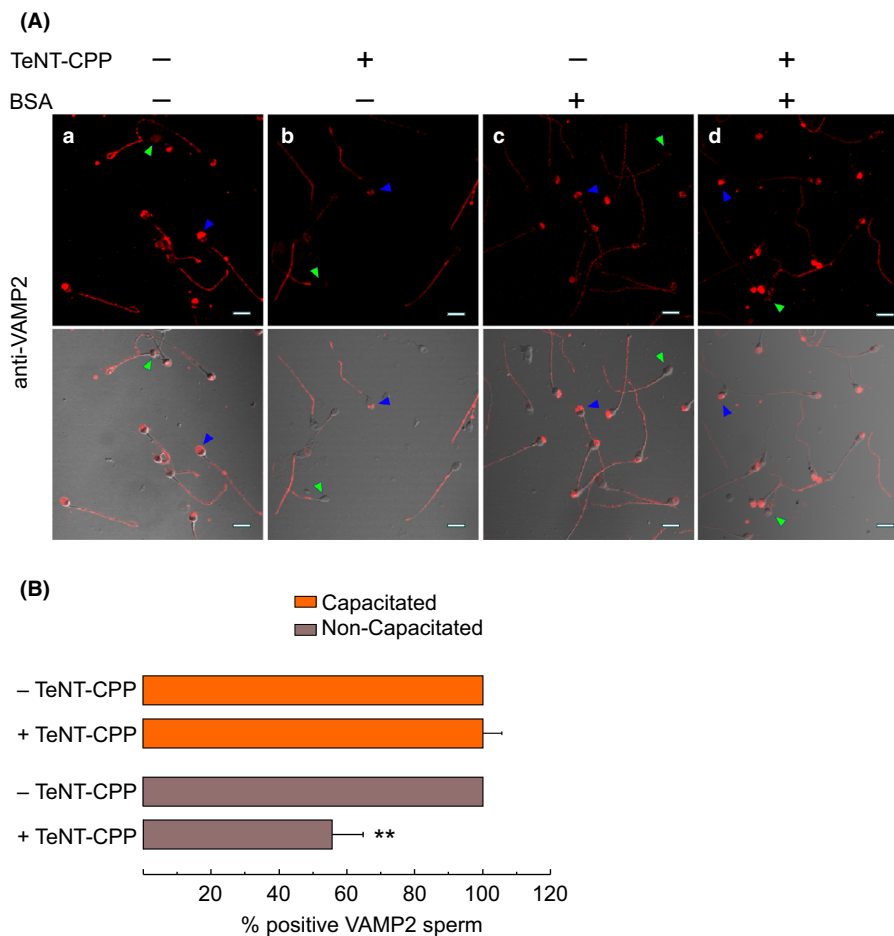 (A)
TeNT-CPP − + − +
BSA − − + +
a b c d
anti-VAMP2
(B)
Capacitated
Non-Capacitated
− TeNT-CPP
+ TeNT-CPP
− TeNT-CPP
+ TeNT-CPP **
20 40 60 80 100 120
% positive VAMP2 sperm